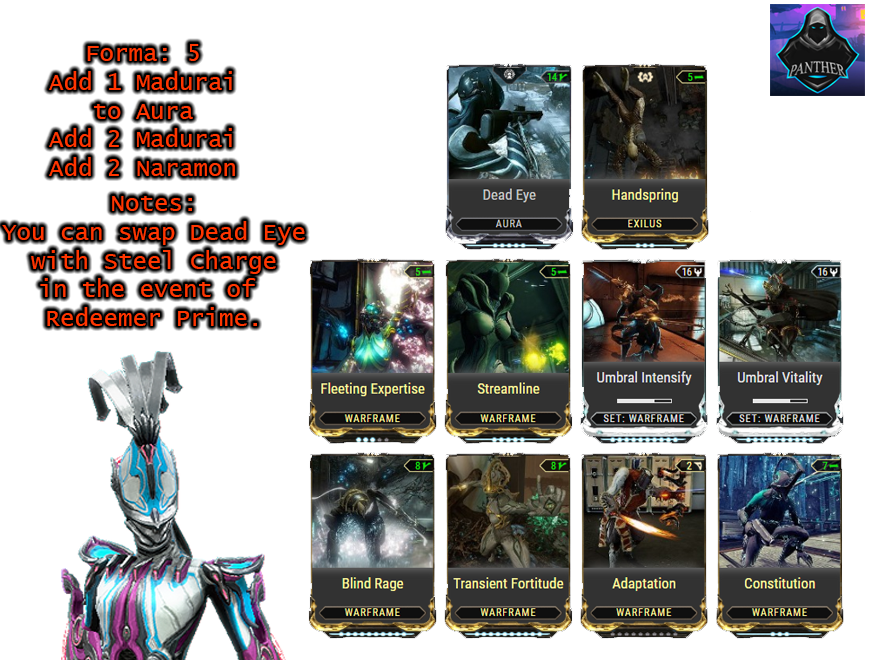 Forma: 5
Add 1 Madurai
to Aura
Add 2 Madurai
Add 2 Naramon
Notes:
You can swap Dead Eye
with Steel Charge
in the event of
Redeemer Prime.
PANTHER
14
5
Dead Eye
Handspring
AURA
EXILUS
5
5
16
16
Fleeting Expertise
Streamline
Umbral Intensify
Umbral Vitality
WARFRAME
WARFRAME
SET: WARFRAME
SET: WARFRAME
8
8
2
7
Blind Rage
Transient Fortitude
Adaptation
Constitution
WARFRAME
WARFRAME
WARFRAME
WARFRAME